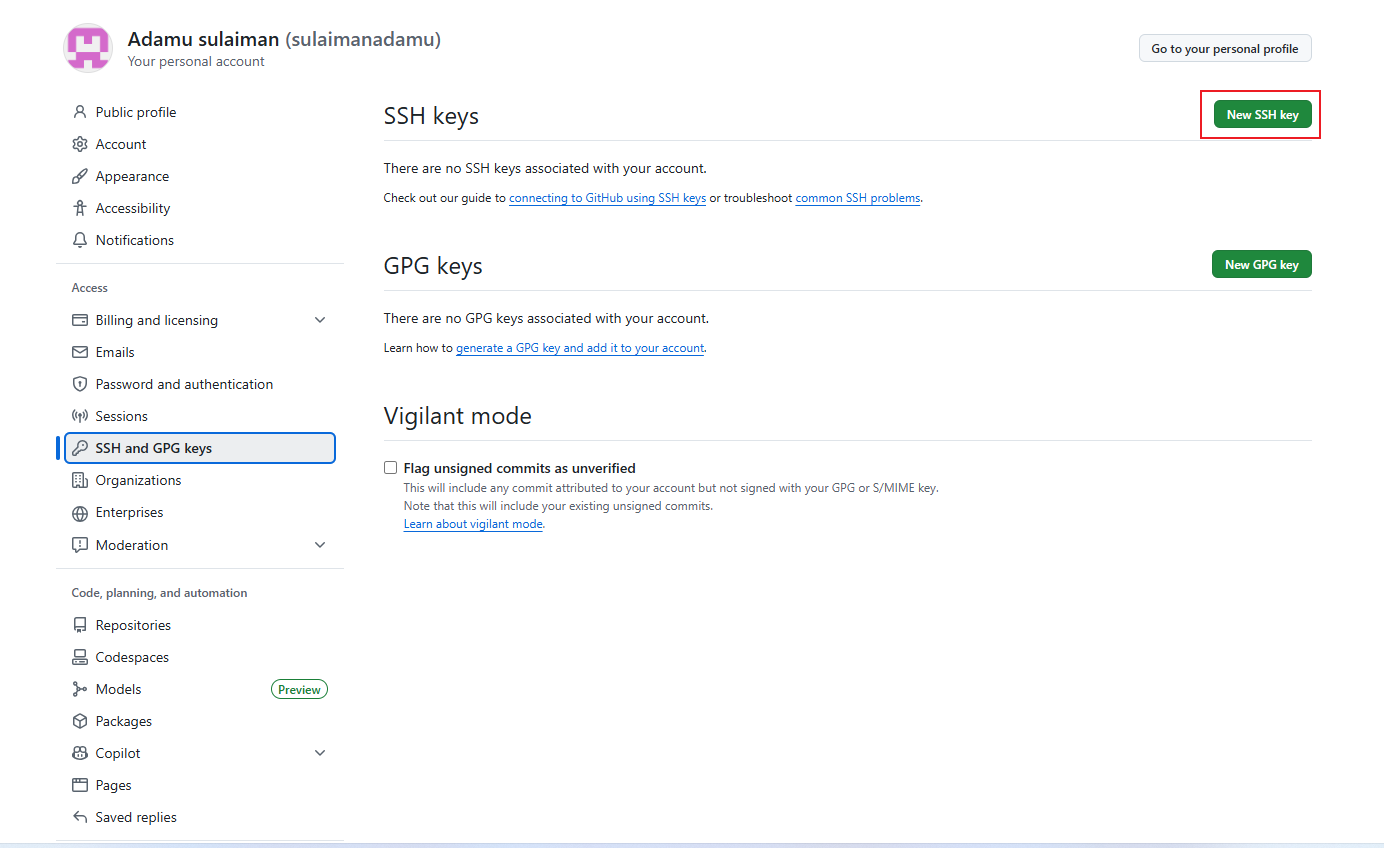 Adamu sulaiman (sulaimanadamu)
Your personal account
Go to your personal profile
Public profile
Account
Appearance
Accessibility
Notifications
Access
Billing and licensing
Emails
Password and authentication
Sessions
SSH and GPG keys
Organizations
Enterprises
Moderation
Code, planning, and automation
Repositories
Codespaces
Models Preview
Packages
Copilot
Pages
Saved replies
SSH keys
New SSH key
There are no SSH keys associated with your account.
Check out our guide to connecting to GitHub using SSH keys or troubleshoot common SSH problems.
GPG keys
New GPG key
There are no GPG keys associated with your account.
Learn how to generate a GPG key and add it to your account.
Vigilant mode
Flag unsigned commits as unverified
This will include any commit attributed to your account but not signed with your GPG or S/MIME key.
Note that this will include your existing unsigned commits.
Learn about vigilant mode.